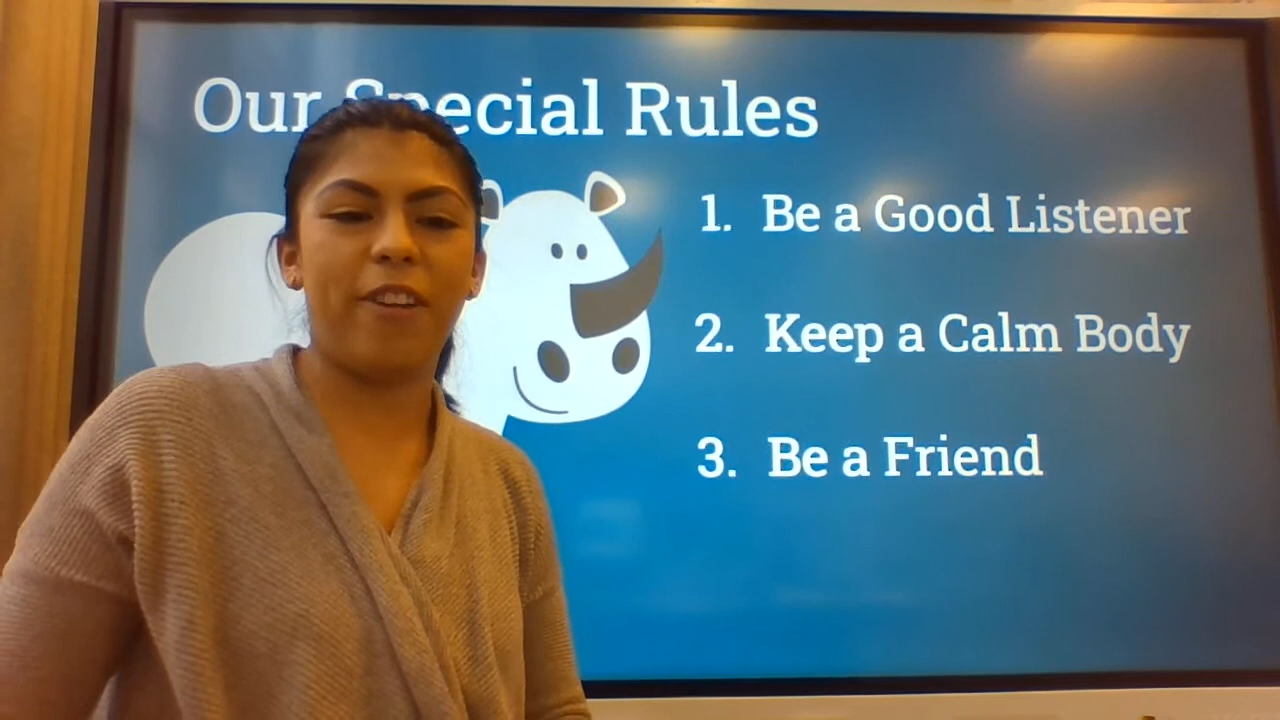 Our Special Rules
1. Be a Good Listener
2. Keep a Calm Body
3. Be a Friend